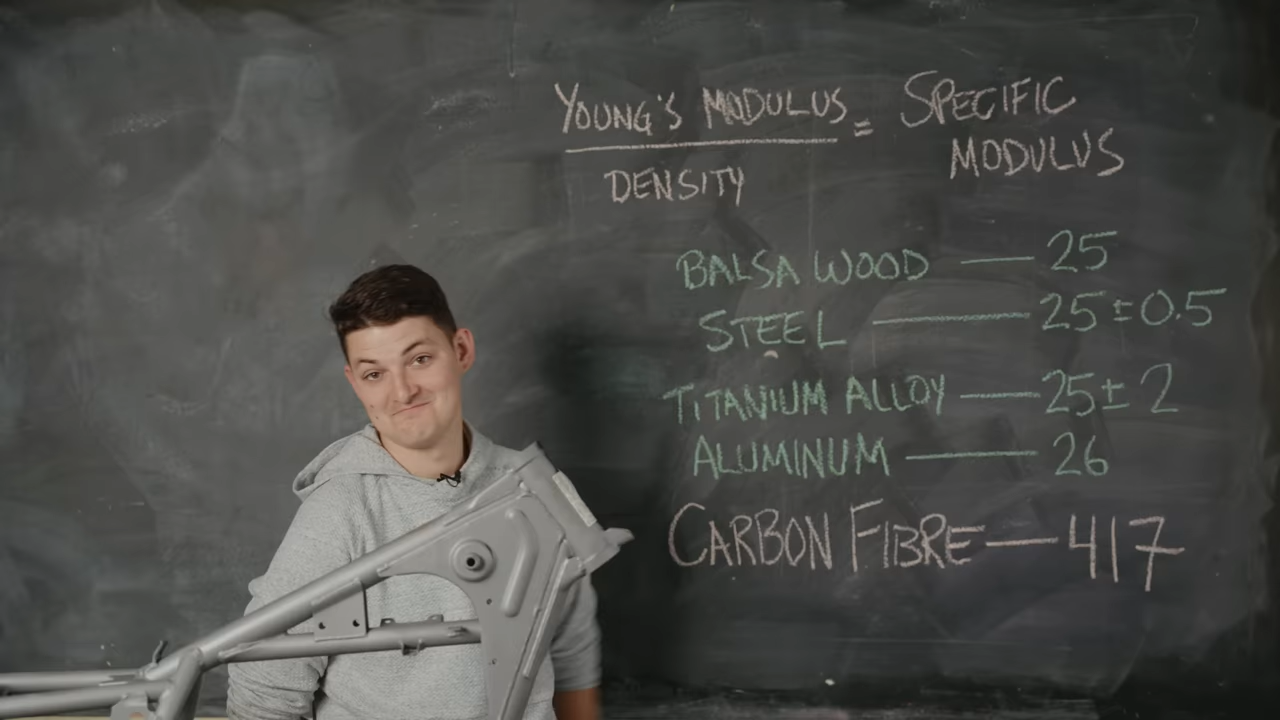 YOUNG'S MODULUS = SPECIFIC
DENSITY MODULUS
BALSA WOOD — 25
STEEL — 25 ± 0.5
TITANIUM ALLOY — 25 ± 2
ALUMINUM — 26
CARBON FIBRE — 417